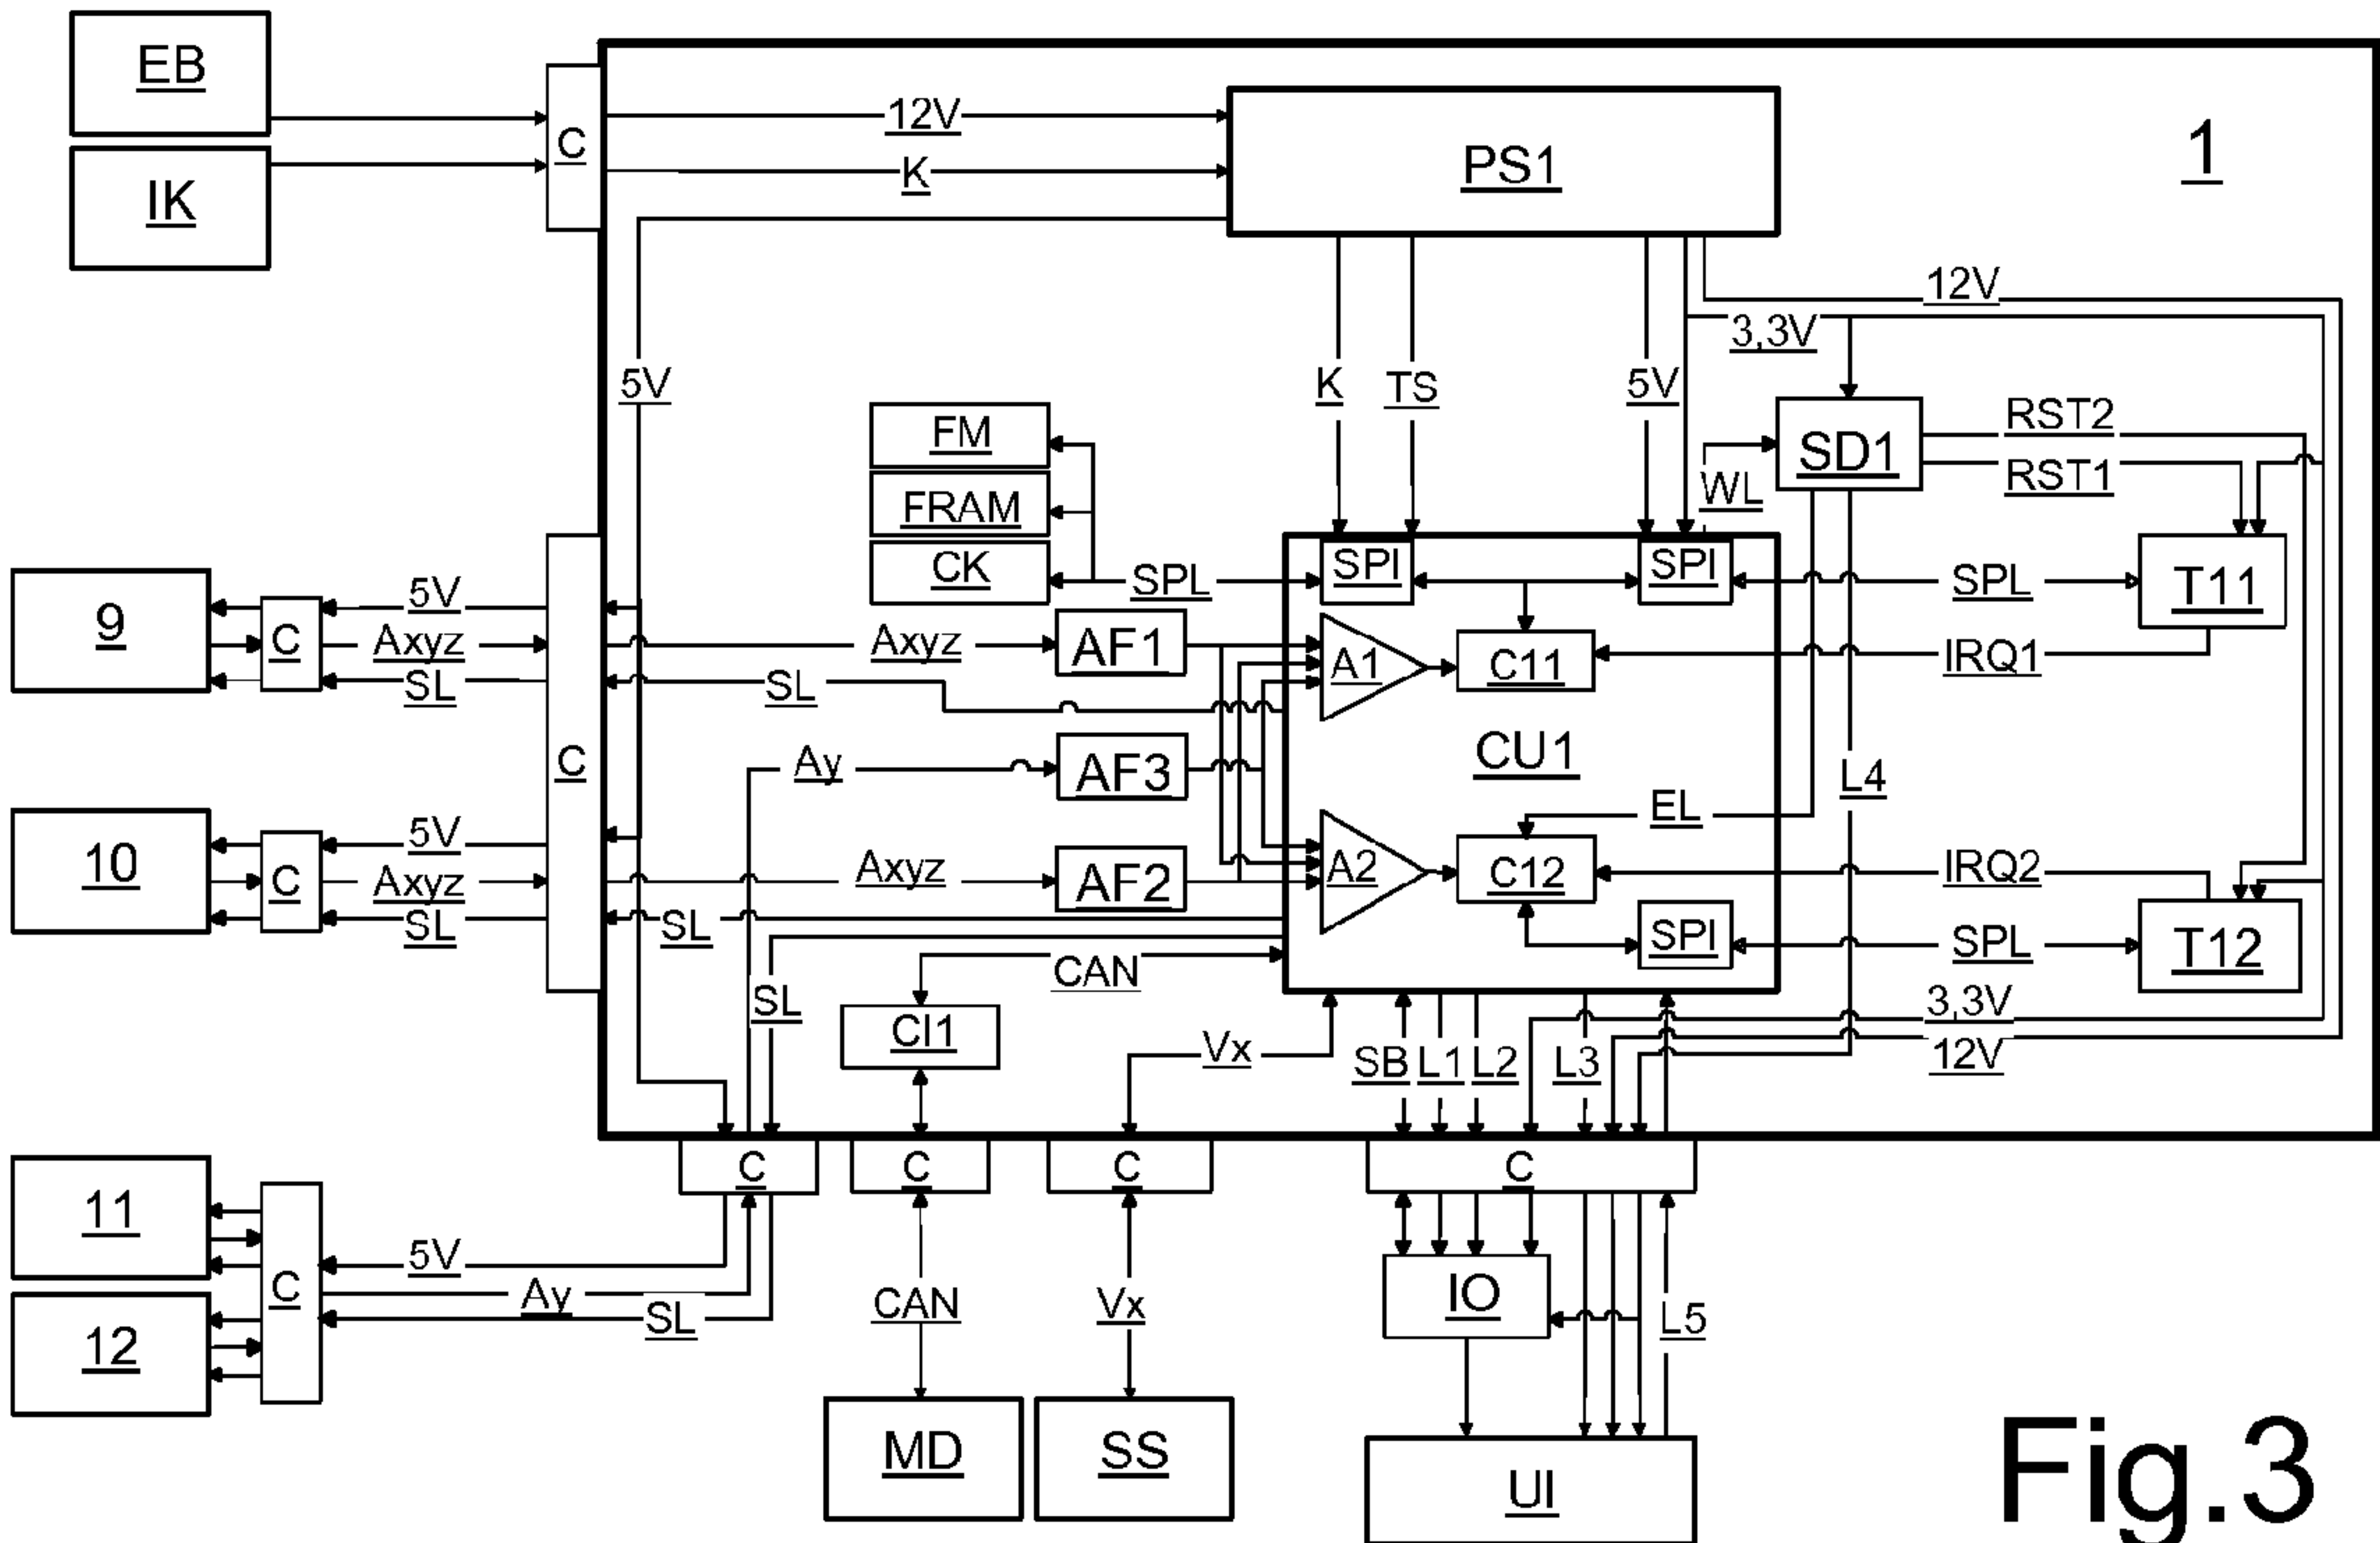 EB
C
12V
PS1
1
K
IK
12V
3,3V
5V
K
TS
5V
RST2
FM
SD1
RST1
WL
FRAM
CK
SPL
SPI
SPI
SPL
T11
9
5V
C
Axyz
Axyz
AF1
A1
C11
IRQ1
SL
SL
C
Ay
AF3
CU1
L4
EL
10
5V
C
Axyz
Axyz
AF2
A2
C12
IRQ2
SL
SL
SPI
SPL
T12
CAN
SL
CI1
3,3V
Vx
SB
L1
L2
L3
12V
C
C
C
C
11
5V
C
Ay
CAN
Vx
IO
SL
L5
12
MD
SS
UI
Fig.3